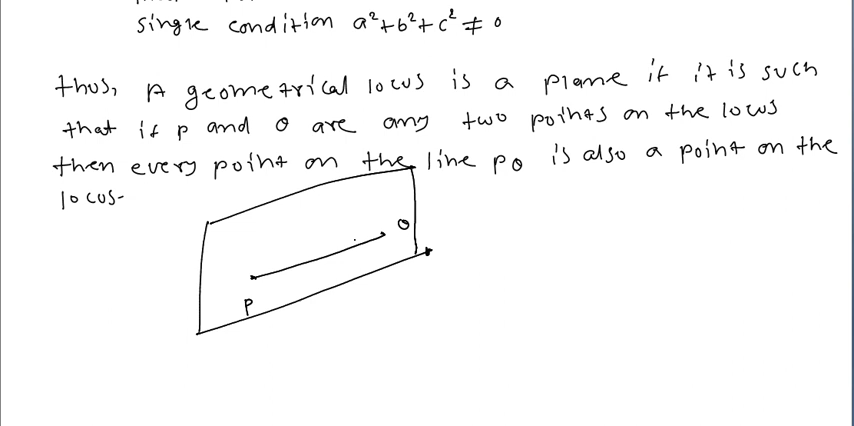 single condition a²+b²+c² ≠ 0
thus, A geometrical locus is a plane if it is such
that if P and Q are any two points on the locus
then every point on the line PQ is also a point on the
locus-
Q
P